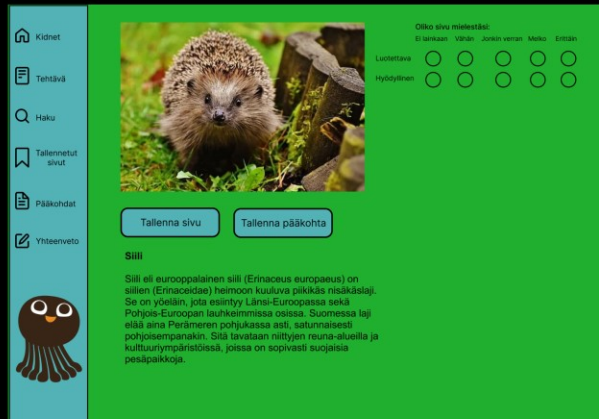 Kidnet
Tehtävä
Haku
Tallennetut
sivut
Pääkohdat
Yhteenveto
Oliko sivu mielestäsi:
Ei lainkaan Vähän Jonkin verran Melko Erittäin
Luotettava
Hyödyllinen
Tallenna sivu
Tallenna pääkohta
Siili
Siili eli eurooppalainen siili (Erinaceus europaeus) on
siilien (Erinaceidae) heimoon kuuluva piikikäs nisäkäslaji.
Se on yöeläin, jota esiintyy Länsi-Euroopassa sekä
Pohjois-Euroopan lauhkeimmissa osissa. Suomessa laji
elää aina Perämeren pohjukassa asti, satunnaisesti
pohjoisempanakin. Sitä tavataan niittyjen reuna-alueilla ja
kulttuuriympäristöissä, joissa on sopivasti suojaisia
pesäpaikkoja.